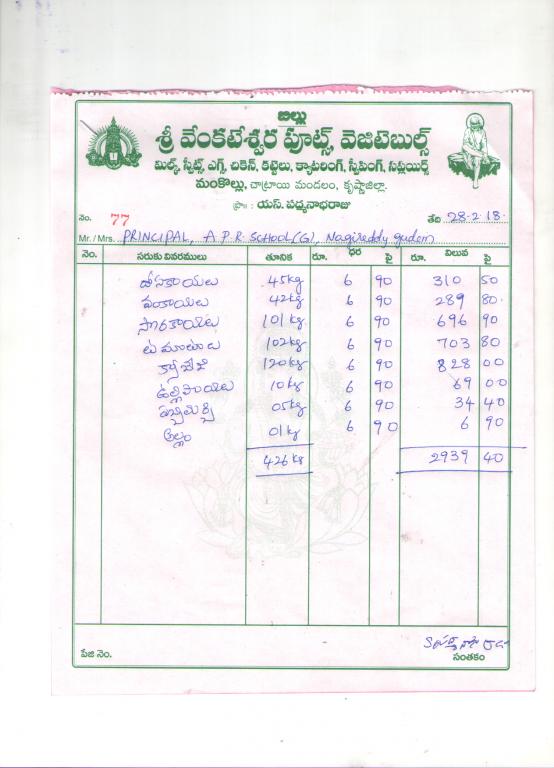 బిల్లు
శ్రీ వేంకటేశ్వర ఫ్రూట్స్, వెజిటెబుల్స్
మిల్క్, స్వీట్స్, ఎగ్స్, చికెన్, కట్టెలు, క్యాటరింగ్, స్వీపింగ్, సప్లయిర్స్
మంకొల్లు, చాట్రాయి మండలం, కృష్ణాజిల్లా.
ప్రొః : యస్. పద్మనాభరాజు
నెం. 77 తేది 28.2.18.
Mr./Mrs. PRINCIPAL, A.P.R. SCHOOL(G), Nagireddy gudem
నెం. సరుకు వివరములు తూనిక రూ. ధర పై రూ. విలువ పై
దోసకాయలు 45kg 6 90 310 50
వంకాయలు 42kg 6 90 289 80
సొరకాయలు 101kg 6 90 696 90
టమాటాలు 102kg 6 90 703 80
క్యాబేజి 120kg 6 90 828 00
ఉల్లిపాయలు 10kg 6 90 69 00
పచ్చిమిర్చి 05kg 6 90 34 40
అల్లం 01kg 6 90 6 90
426kg 2939 40
పేజి నెం. సంతకం